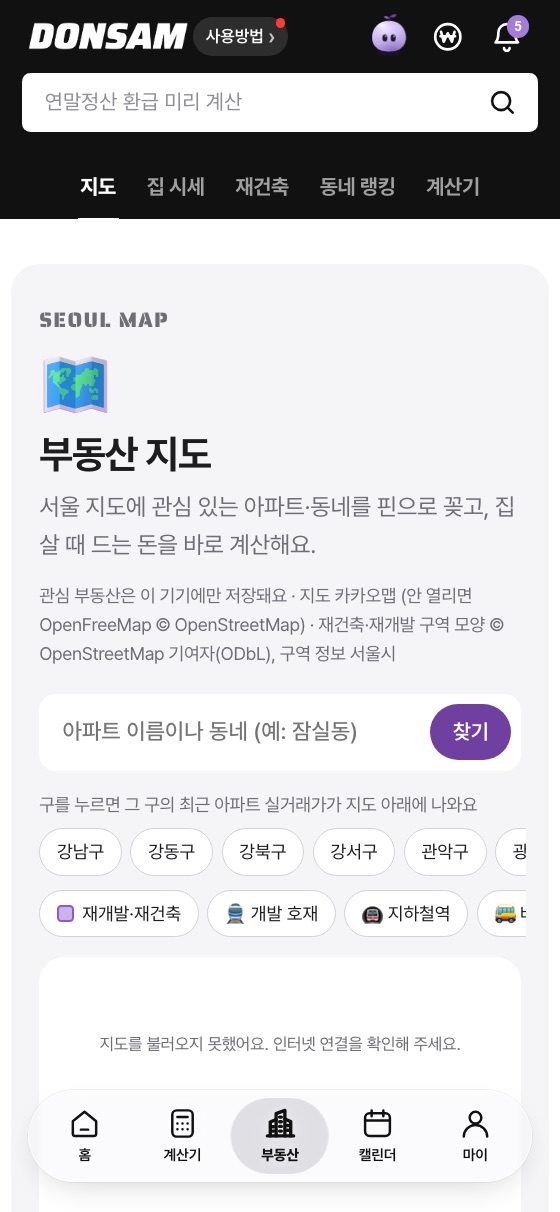 DONSAM 사용방법 ›
5
연말정산 환급 미리 계산
지도 집 시세 재건축 동네 랭킹 계산기
SEOUL MAP
부동산 지도
서울 지도에 관심 있는 아파트·동네를 핀으로 꽂고, 집
살 때 드는 돈을 바로 계산해요.
관심 부동산은 이 기기에만 저장돼요 · 지도 카카오맵 (안 열리면
OpenFreeMap © OpenStreetMap) · 재건축·재개발 구역 모양 ©
OpenStreetMap 기여자(ODbL), 구역 정보 서울시
아파트 이름이나 동네 (예: 잠실동) 찾기
구를 누르면 그 구의 최근 아파트 실거래가가 지도 아래에 나와요
강남구 강동구 강북구 강서구 관악구
재개발·재건축 개발 호재 지하철역
지도를 불러오지 못했어요. 인터넷 연결을 확인해 주세요.
홈 계산기 부동산 캘린더 마이